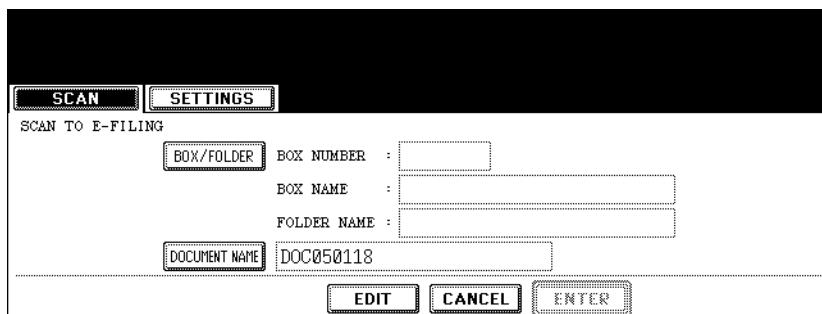 SCAN SETTINGS
SCAN TO E-FILING
BOX/FOLDER BOX NUMBER :
BOX NAME :
FOLDER NAME :
DOCUMENT NAME DOC050118
EDIT CANCEL ENTER